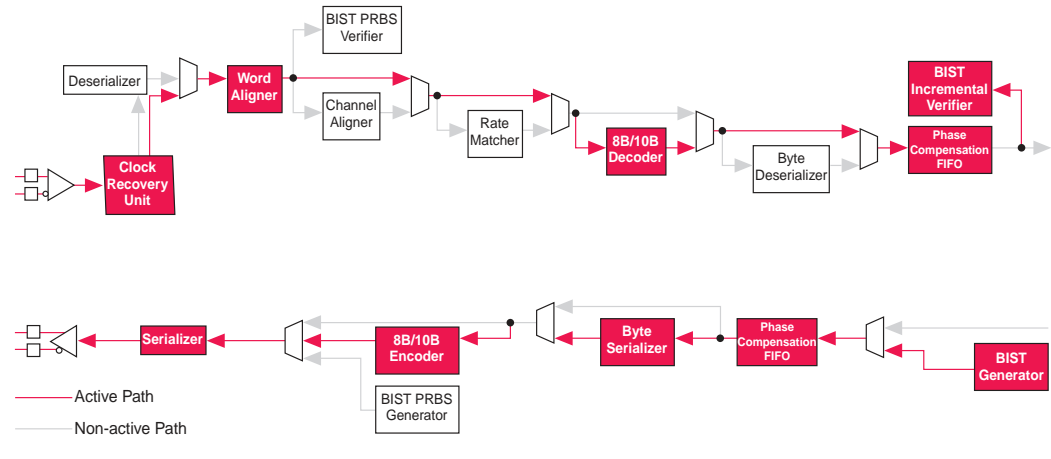 BIST PRBS
Verifier
Deserializer
Word
Aligner
Channel
Aligner
Rate
Matcher
8B/10B
Decoder
Byte
Deserializer
BIST
Incremental
Verifier
Phase
Compensation
FIFO
Clock
Recovery
Unit
Serializer
8B/10B
Encoder
BIST PRBS
Generator
Byte
Serializer
Phase
Compensation
FIFO
BIST
Generator
Active Path
Non-active Path